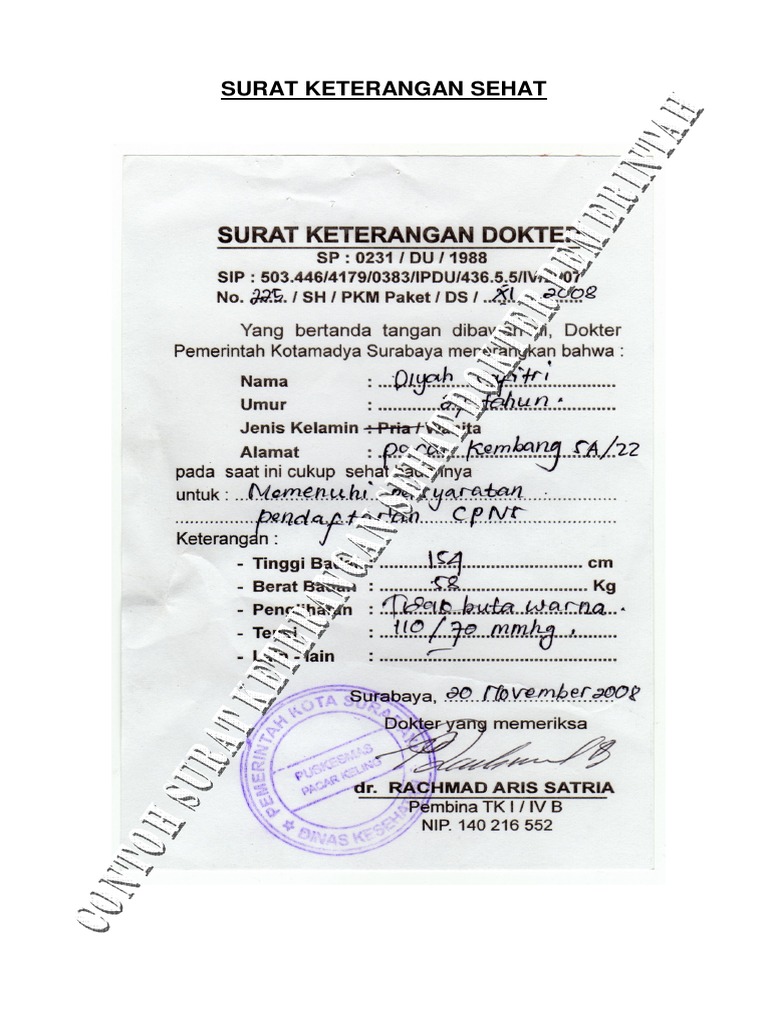 SURAT KETERANGAN SEHAT
SURAT KETERANGAN DOKTER
SP : 0231 / DU / 1988
SIP : 503.446/4179/0383/IPDU/436.5.5/IV/2007
No. 225 / SH / PKM Paket / DS / XI 2008
Yang bertanda tangan dibawah ini, Dokter
Pemerintah Kotamadya Surabaya menerangkan bahwa :
Nama : Diyah
Umur : tahun.
Jenis Kelamin : Pria / Wanita
Alamat : Kembang 5A/22
pada saat ini cukup sehat badannya
untuk : Memenuhi persyaratan
pendaftaran CPNS
Keterangan :
- Tinggi Badan : 154 cm
- Berat Badan : 58 Kg
- Penglihatan : Tidak buta warna.
- Tensi : 110/70 mmhg.
- Lain - lain : –
Surabaya, 20 November 2008
Dokter yang memeriksa
dr. RACHMAD ARIS SATRIA
Pembina TK I / IV B
NIP. 140 216 552
PEMERINTAH KOTA SURABAYA
PUSKESMAS
PACAR KELING
DINAS KESEHATAN
CONTOH SURAT KETERANGAN SEHAT DOKTER PEMERINTAH